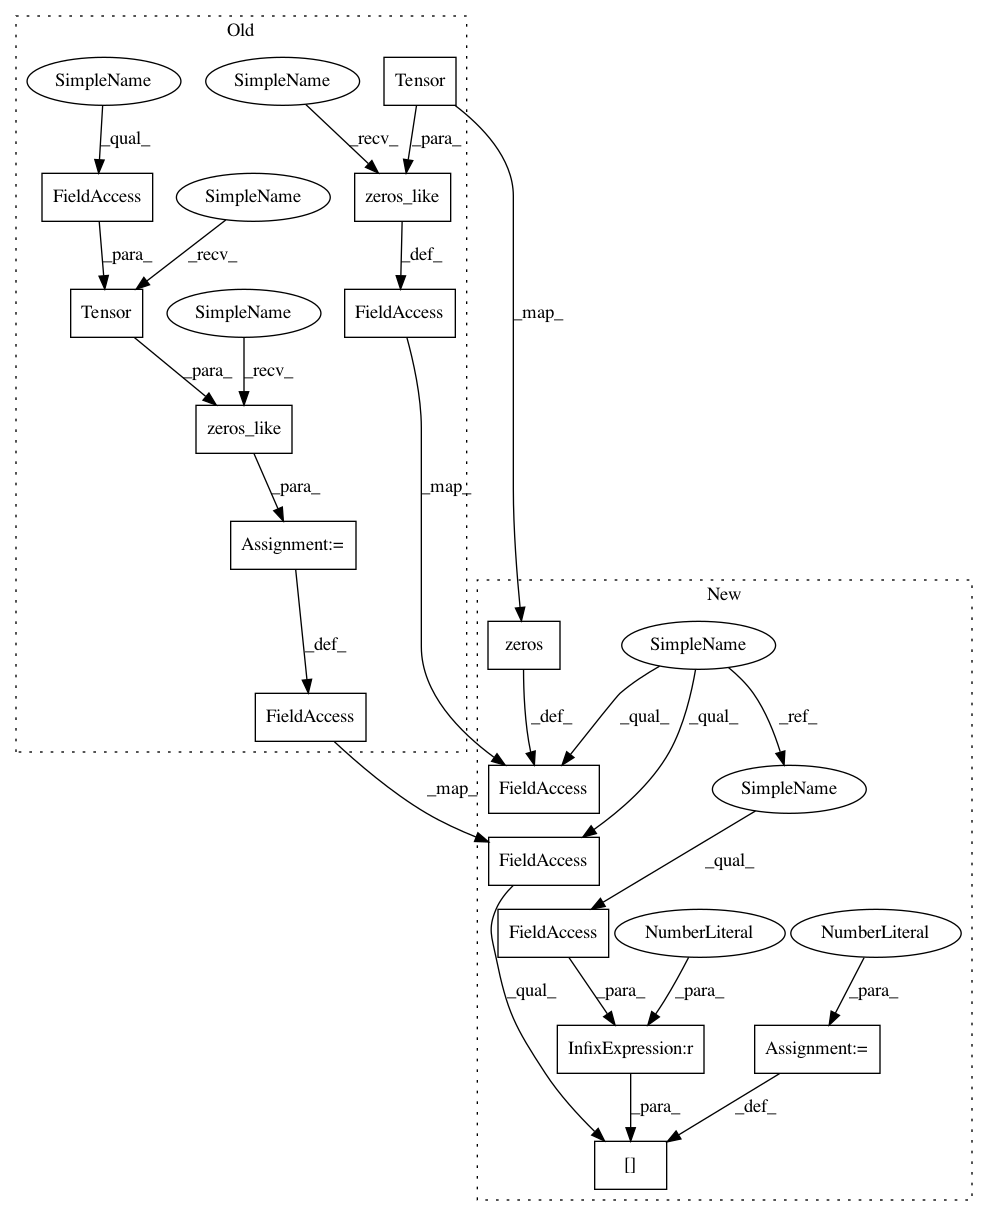 Old
SimpleName
SimpleName
Tensor
_qual_
_recv_
_para_
FieldAccess
SimpleName
zeros_like
_para_
_recv_
_def_
Tensor
SimpleName
FieldAccess
_map_
_para_
_recv_
zeros_like
_para_
_map_
Assignment:=
New
_def_
zeros
SimpleName
FieldAccess
_def_
_qual_
_qual_
_ref_
_map_
FieldAccess
SimpleName
FieldAccess
_qual_
FieldAccess
NumberLiteral
NumberLiteral
_qual_
_para_
_para_
_para_
InfixExpression:r
Assignment:=
_para_
_def_
[]